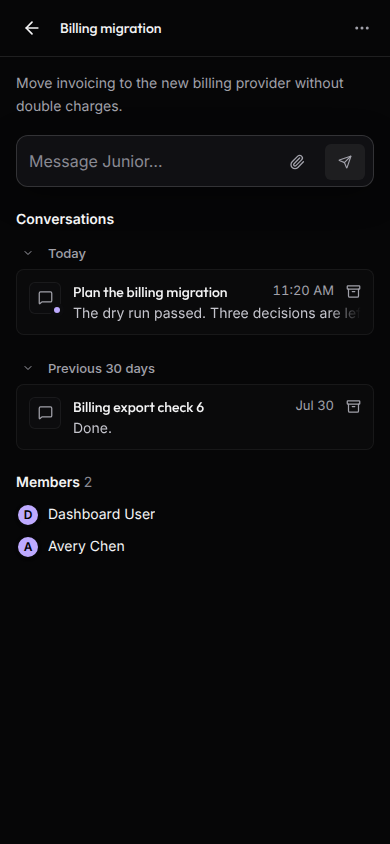 Billing migration
Move invoicing to the new billing provider without
double charges.
Message Junior...
Conversations
Today
Plan the billing migration
11:20 AM
The dry run passed. Three decisions are
Previous 30 days
Billing export check 6
Jul 30
Done.
Members 2
D Dashboard User
A Avery Chen